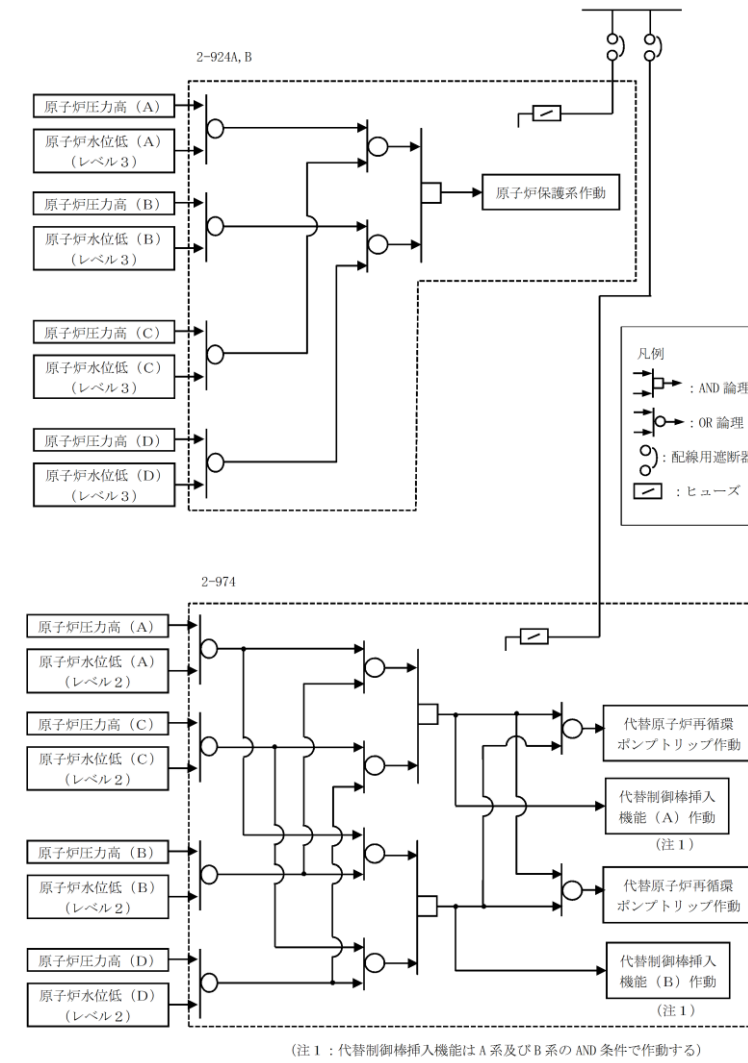 2-924A,B
原子炉圧力高（A）
原子炉水位低（A）
（レベル３）
原子炉圧力高（B）
原子炉水位低（B）
（レベル３）
原子炉圧力高（C）
原子炉水位低（C）
（レベル３）
原子炉圧力高（D）
原子炉水位低（D）
（レベル３）
原子炉保護系作動
凡例
：AND 論理
：OR 論理
：配線用遮断器
：ヒューズ
2-974
原子炉圧力高（A）
原子炉水位低（A）
（レベル２）
原子炉圧力高（C）
原子炉水位低（C）
（レベル２）
原子炉圧力高（B）
原子炉水位低（B）
（レベル２）
原子炉圧力高（D）
原子炉水位低（D）
（レベル２）
代替原子炉再循環
ポンプトリップ作動
代替制御棒挿入
機能（A）作動
（注１）
代替原子炉再循環
ポンプトリップ作動
代替制御棒挿入
機能（B）作動
（注１）
（注１：代替制御棒挿入機能は A 系及び B 系の AND 条件で作動する）